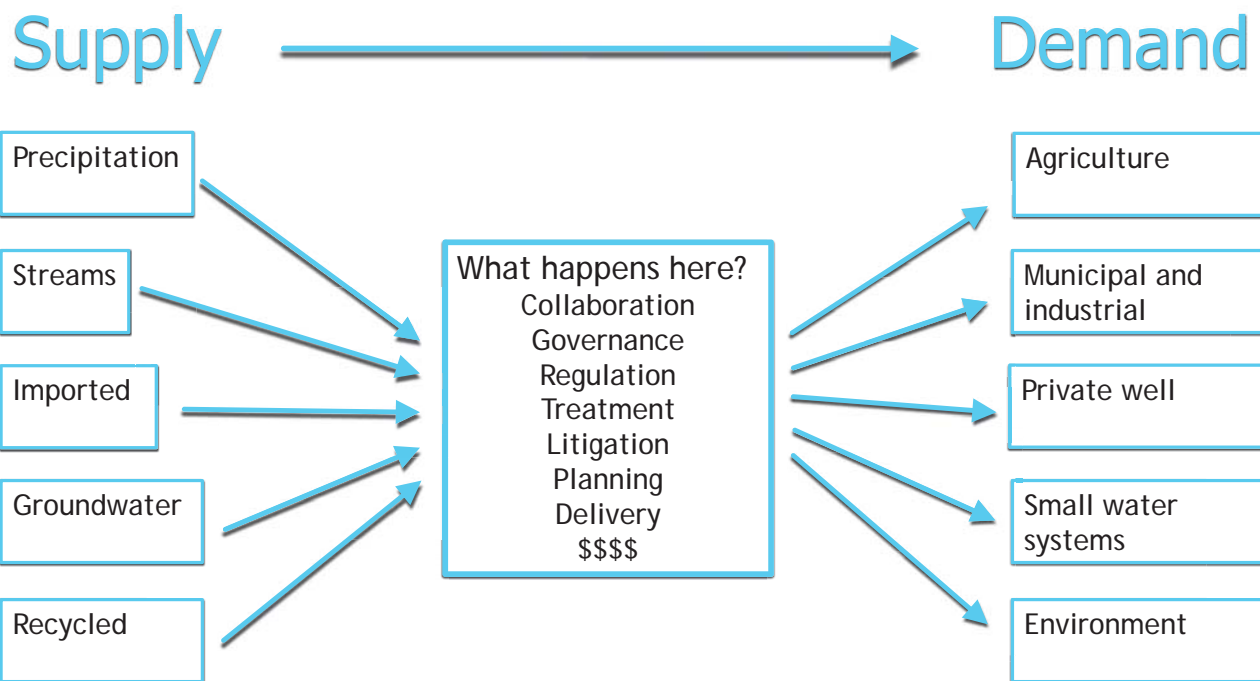 Supply
Demand
Precipitation
Streams
Imported
Groundwater
Recycled
What happens here?
Collaboration
Governance
Regulation
Treatment
Litigation
Planning
Delivery
$$$$
Agriculture
Municipal and
industrial
Private well
Small water
systems
Environment